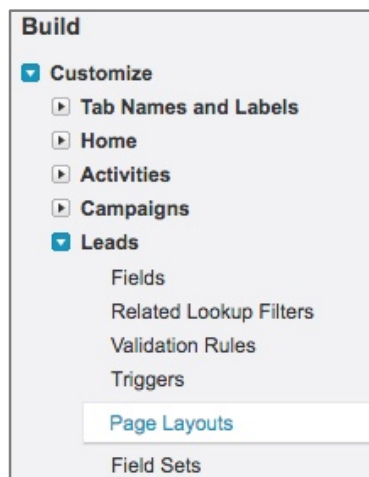 Build
Customize
Tab Names and Labels
Home
Activities
Campaigns
Leads
Fields
Related Lookup Filters
Validation Rules
Triggers
Page Layouts
Field Sets